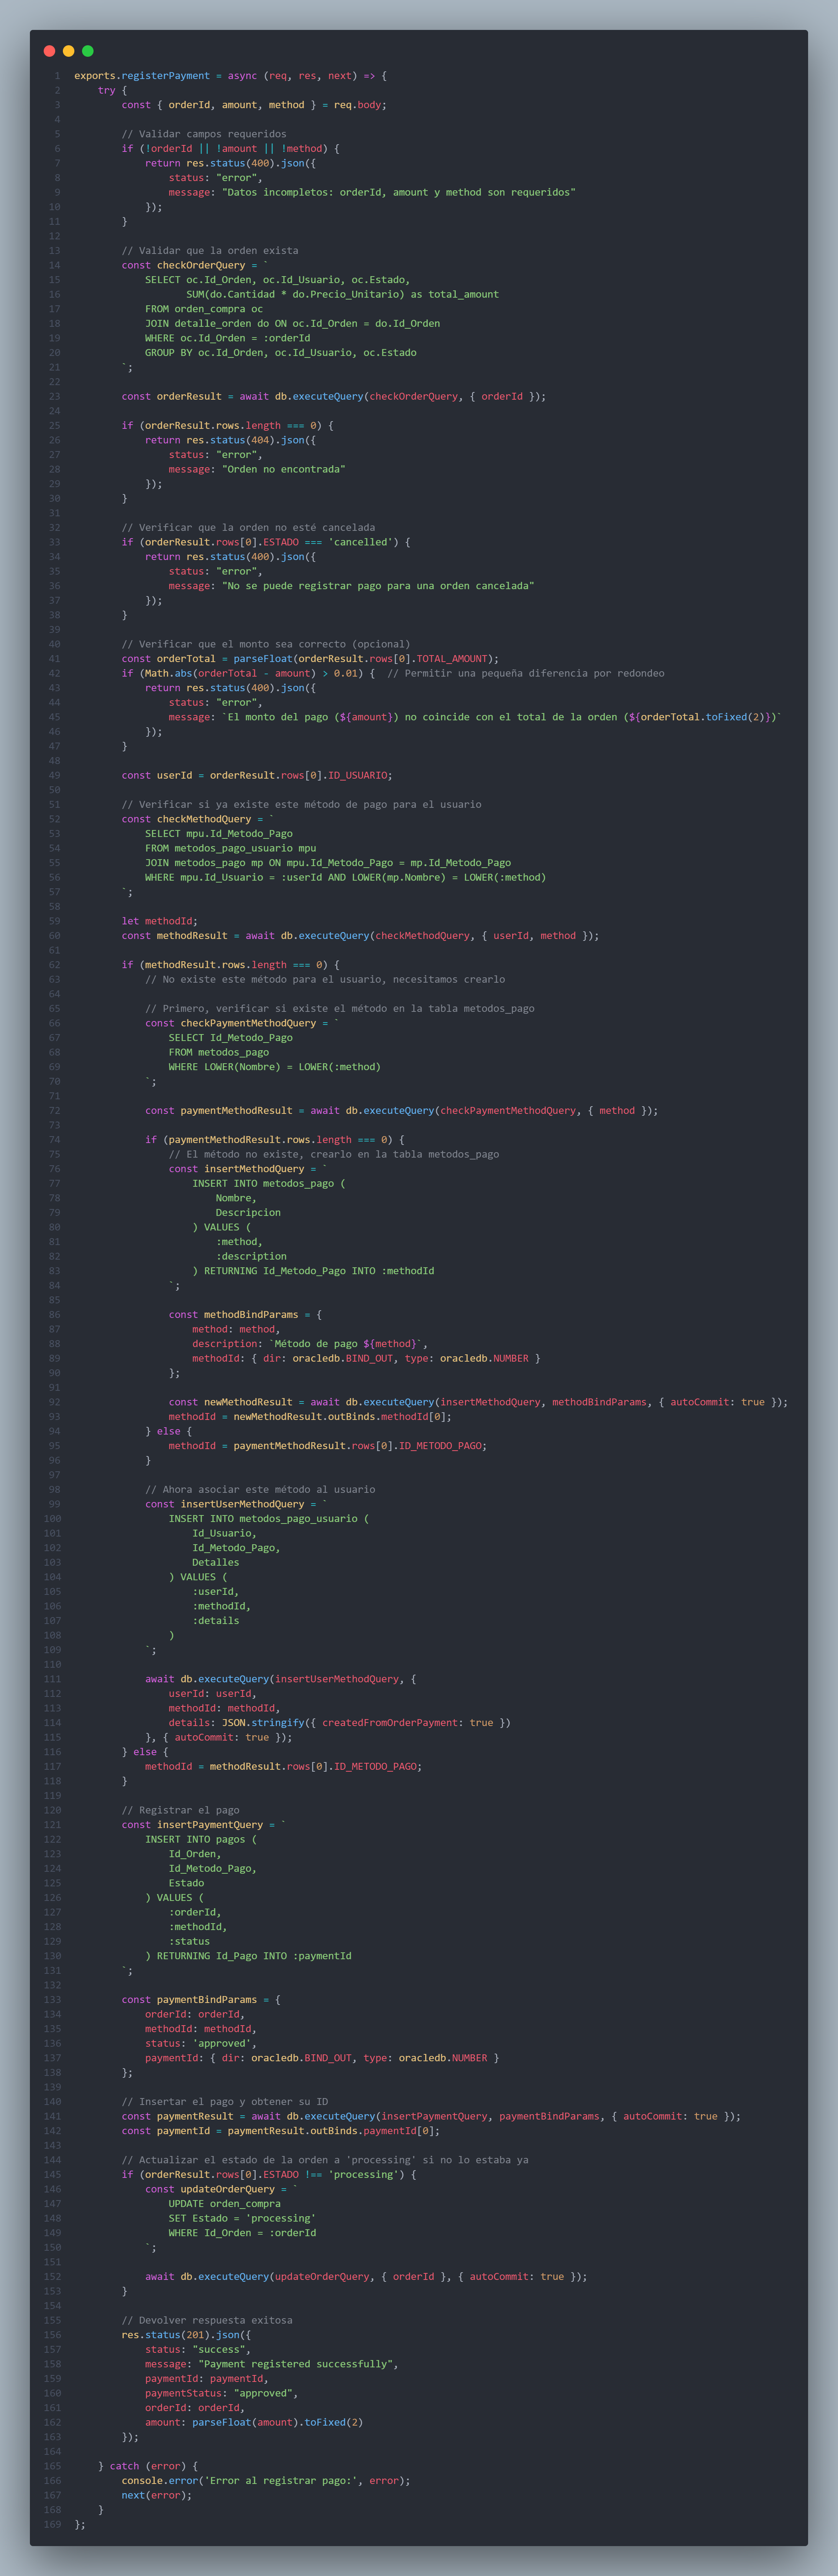 1 exports.registerPayment = async (req, res, next) => {
2     try {
3         const { orderId, amount, method } = req.body;
4
5         // Validar campos requeridos
6         if (!orderId || !amount || !method) {
7             return res.status(400).json({
8                 status: "error",
9                 message: "Datos incompletos: orderId, amount y method son requeridos"
10             });
11         }
12
13         // Validar que la orden exista
14         const checkOrderQuery = `
15             SELECT oc.Id_Orden, oc.Id_Usuario, oc.Estado,
16                    SUM(do.Cantidad * do.Precio_Unitario) as total_amount
17             FROM orden_compra oc
18             JOIN detalle_orden do ON oc.Id_Orden = do.Id_Orden
19             WHERE oc.Id_Orden = :orderId
20             GROUP BY oc.Id_Orden, oc.Id_Usuario, oc.Estado
21         `;
22
23         const orderResult = await db.executeQuery(checkOrderQuery, { orderId });
24
25         if (orderResult.rows.length === 0) {
26             return res.status(404).json({
27                 status: "error",
28                 message: "Orden no encontrada"
29             });
30         }
31
32         // Verificar que la orden no esté cancelada
33         if (orderResult.rows[0].ESTADO === 'cancelled') {
34             return res.status(400).json({
35                 status: "error",
36                 message: "No se puede registrar pago para una orden cancelada"
37             });
38         }
39
40         // Verificar que el monto sea correcto (opcional)
41         const orderTotal = parseFloat(orderResult.rows[0].TOTAL_AMOUNT);
42         if (Math.abs(orderTotal - amount) > 0.01) {  // Permitir una pequeña diferencia por redondeo
43             return res.status(400).json({
44                 status: "error",
45                 message: `El monto del pago (${amount}) no coincide con el total de la orden (${orderTotal.toFixed(2)})`
46             });
47         }
48
49         const userId = orderResult.rows[0].ID_USUARIO;
50
51         // Verificar si ya existe este método de pago para el usuario
52         const checkMethodQuery = `
53             SELECT mpu.Id_Metodo_Pago
54             FROM metodos_pago_usuario mpu
55             JOIN metodos_pago mp ON mpu.Id_Metodo_Pago = mp.Id_Metodo_Pago
56             WHERE mpu.Id_Usuario = :userId AND LOWER(mp.Nombre) = LOWER(:method)
57         `;
58
59         let methodId;
60         const methodResult = await db.executeQuery(checkMethodQuery, { userId, method });
61
62         if (methodResult.rows.length === 0) {
63             // No existe este método para el usuario, necesitamos crearlo
64
65             // Primero, verificar si existe el método en la tabla metodos_pago
66             const checkPaymentMethodQuery = `
67                 SELECT Id_Metodo_Pago
68                 FROM metodos_pago
69                 WHERE LOWER(Nombre) = LOWER(:method)
70             `;
71
72             const paymentMethodResult = await db.executeQuery(checkPaymentMethodQuery, { method });
73
74             if (paymentMethodResult.rows.length === 0) {
75                 // El método no existe, crearlo en la tabla metodos_pago
76                 const insertMethodQuery = `
77                     INSERT INTO metodos_pago (
78                         Nombre,
79                         Descripcion
80                     ) VALUES (
81                         :method,
82                         :description
83                     ) RETURNING Id_Metodo_Pago INTO :methodId
84                 `;
85
86                 const methodBindParams = {
87                     method: method,
88                     description: `Método de pago ${method}`,
89                     methodId: { dir: oracledb.BIND_OUT, type: oracledb.NUMBER }
90                 };
91
92                 const newMethodResult = await db.executeQuery(insertMethodQuery, methodBindParams, { autoCommit: true });
93                 methodId = newMethodResult.outBinds.methodId[0];
94             } else {
95                 methodId = paymentMethodResult.rows[0].ID_METODO_PAGO;
96             }
97
98             // Ahora asociar este método al usuario
99             const insertUserMethodQuery = `
100                 INSERT INTO metodos_pago_usuario (
101                     Id_Usuario,
102                     Id_Metodo_Pago,
103                     Detalles
104                 ) VALUES (
105                     :userId,
106                     :methodId,
107                     :details
108                 )
109             `;
110
111             await db.executeQuery(insertUserMethodQuery, {
112                 userId: userId,
113                 methodId: methodId,
114                 details: JSON.stringify({ createdFromOrderPayment: true })
115             }, { autoCommit: true });
116         } else {
117             methodId = methodResult.rows[0].ID_METODO_PAGO;
118         }
119
120         // Registrar el pago
121         const insertPaymentQuery = `
122             INSERT INTO pagos (
123                 Id_Orden,
124                 Id_Metodo_Pago,
125                 Estado
126             ) VALUES (
127                 :orderId,
128                 :methodId,
129                 :status
130             ) RETURNING Id_Pago INTO :paymentId
131         `;
132
133         const paymentBindParams = {
134             orderId: orderId,
135             methodId: methodId,
136             status: 'approved',
137             paymentId: { dir: oracledb.BIND_OUT, type: oracledb.NUMBER }
138         };
139
140         // Insertar el pago y obtener su ID
141         const paymentResult = await db.executeQuery(insertPaymentQuery, paymentBindParams, { autoCommit: true });
142         const paymentId = paymentResult.outBinds.paymentId[0];
143
144         // Actualizar el estado de la orden a 'processing' si no lo estaba ya
145         if (orderResult.rows[0].ESTADO !== 'processing') {
146             const updateOrderQuery = `
147                 UPDATE orden_compra
148                 SET Estado = 'processing'
149                 WHERE Id_Orden = :orderId
150             `;
151
152             await db.executeQuery(updateOrderQuery, { orderId }, { autoCommit: true });
153         }
154
155         // Devolver respuesta exitosa
156         res.status(201).json({
157             status: "success",
158             message: "Payment registered successfully",
159             paymentId: paymentId,
160             paymentStatus: "approved",
161             orderId: orderId,
162             amount: parseFloat(amount).toFixed(2)
163         });
164
165     } catch (error) {
166         console.error('Error al registrar pago:', error);
167         next(error);
168     }
169 };